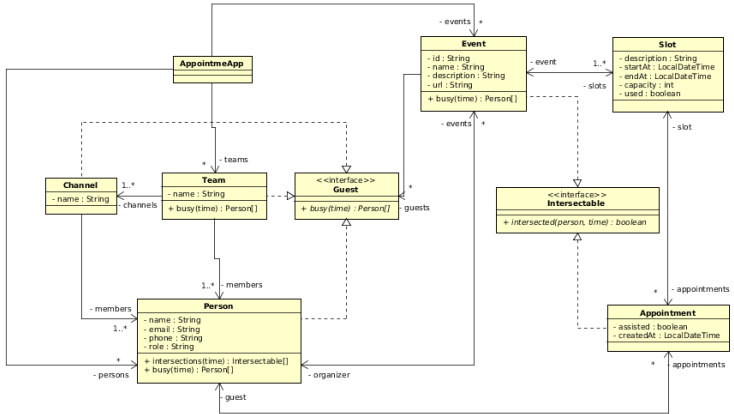 - events
*
AppointmeApp
Event
- id : String
- name : String
- description : String
- url : String
+ busy(time) : Person[]
- event
1..*
- slots
Slot
- description : String
- startAt : LocalDateTime
- endAt : LocalDateTime
- capacity : int
- used : boolean
- events
*
- slot
* - teams
Channel
- name : String
1..*
- channels
Team
- name : String
+ busy(time) : Person[]
<<interface>>
Guest
+ busy(time) : Person[]
*
- guests
<<interface>>
Intersectable
+ intersected(person, time) : boolean
1..* - members
- members
1..*
Person
- name : String
- email : String
- phone : String
- role : String
+ intersections(time) : Intersectable[]
+ busy(time) : Person[]
* - appointments
Appointment
- assisted : boolean
- createdAt : LocalDateTime
*
- persons
- organizer
* - appointments
- guest